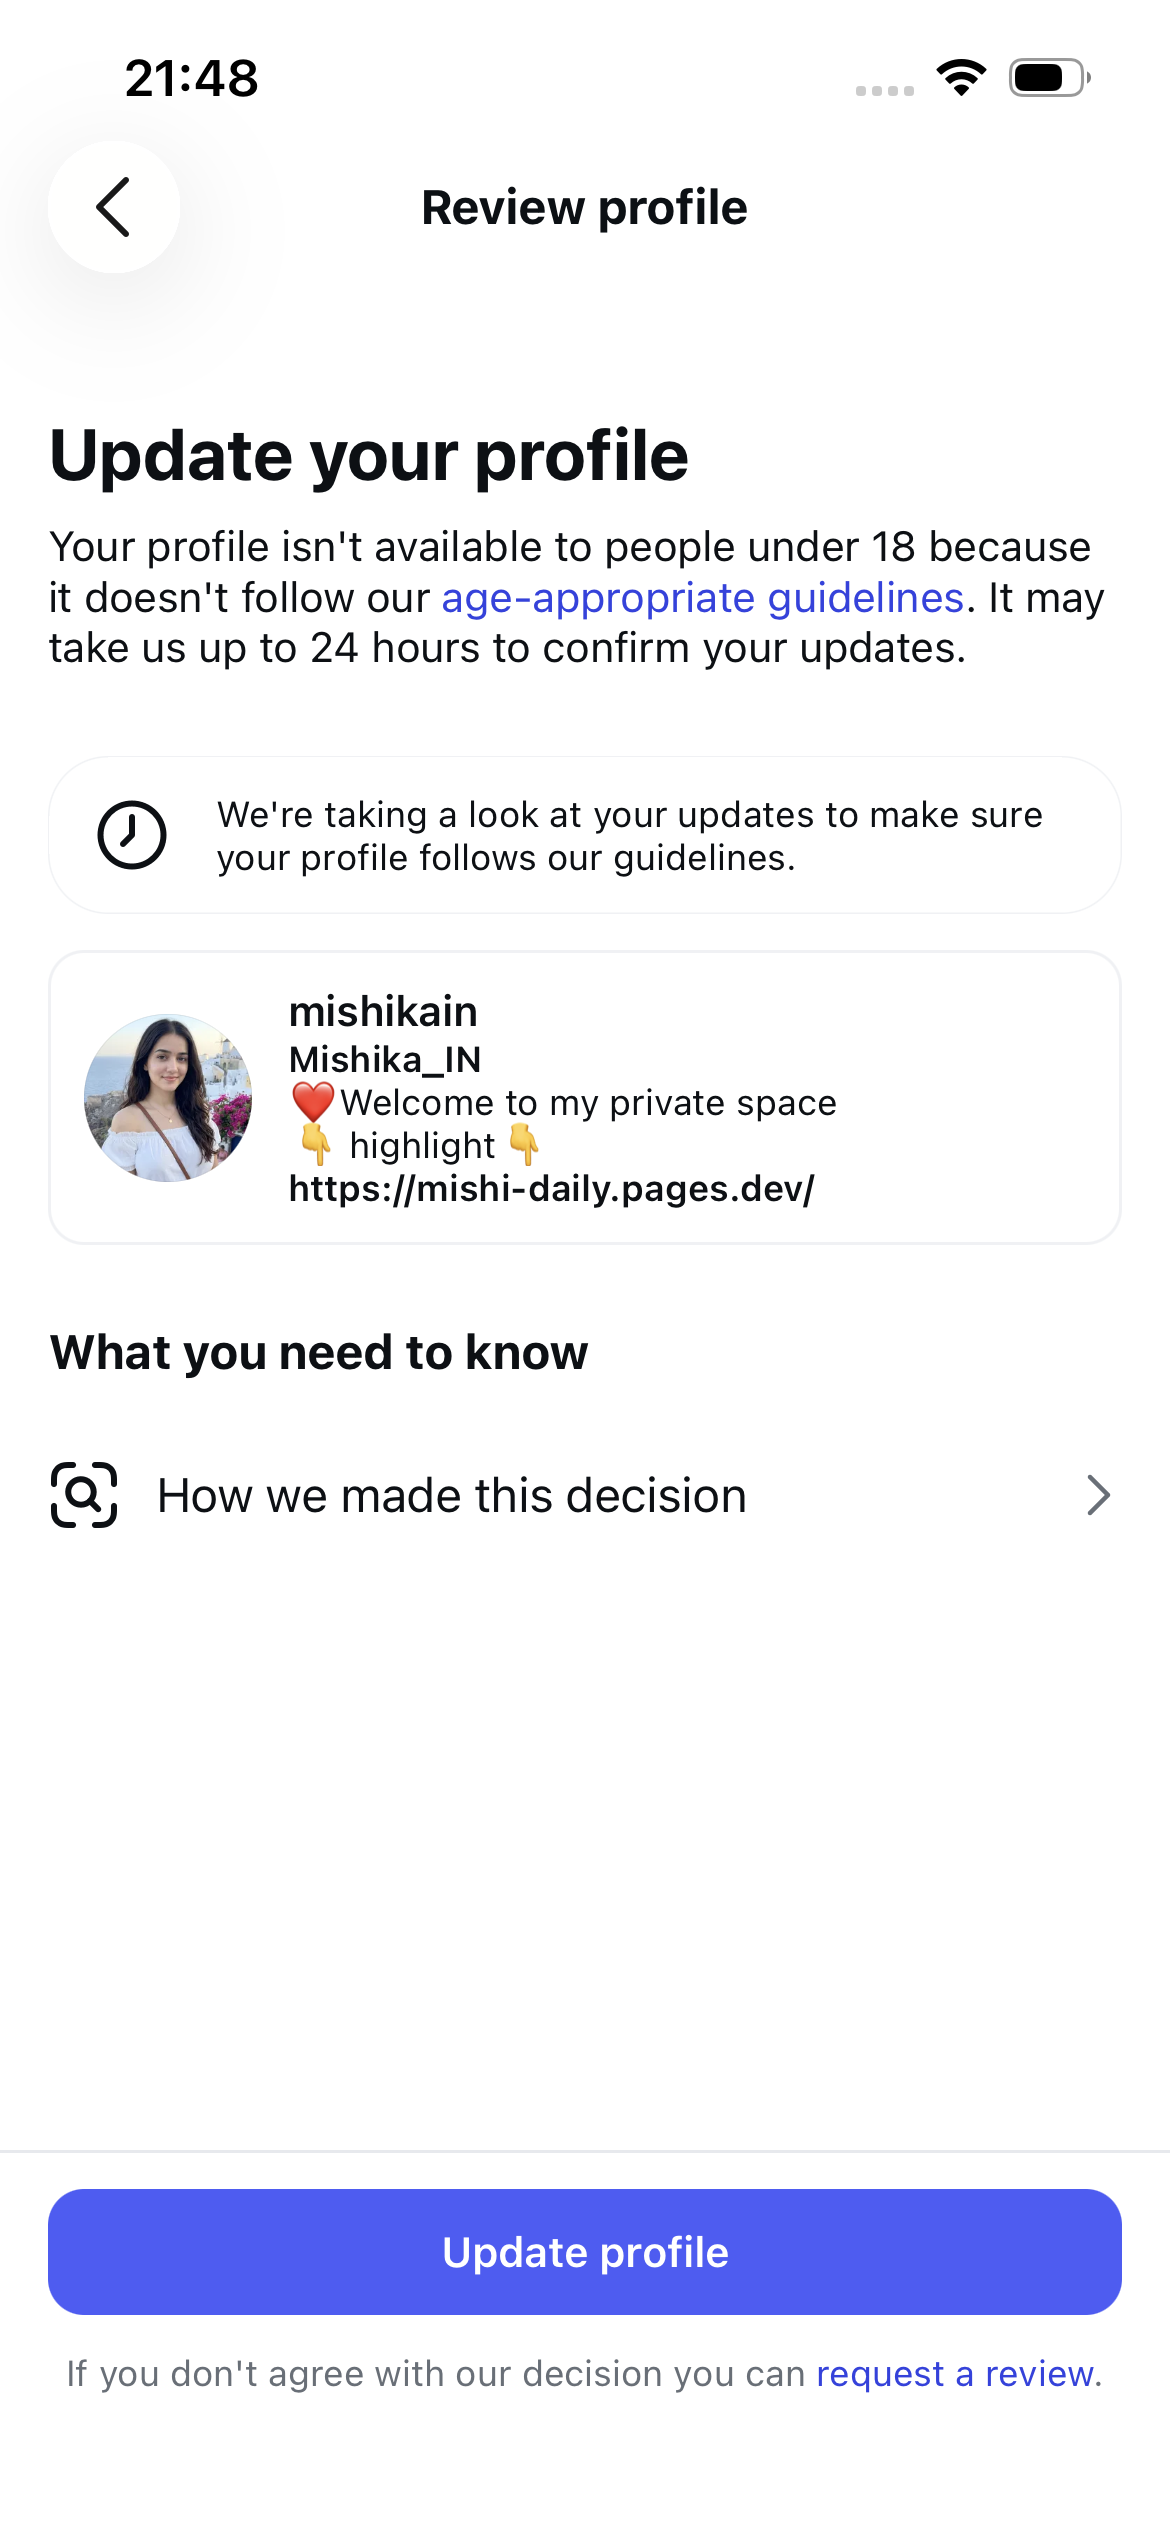 21:48
Review profile
Update your profile
Your profile isn't available to people under 18 because
it doesn't follow our age-appropriate guidelines. It may
take us up to 24 hours to confirm your updates.
We're taking a look at your updates to make sure
your profile follows our guidelines.
mishikain
Mishika_IN
❤️Welcome to my private space
👇 highlight 👇
https://mishi-daily.pages.dev/
What you need to know
How we made this decision
Update profile
If you don't agree with our decision you can request a review.